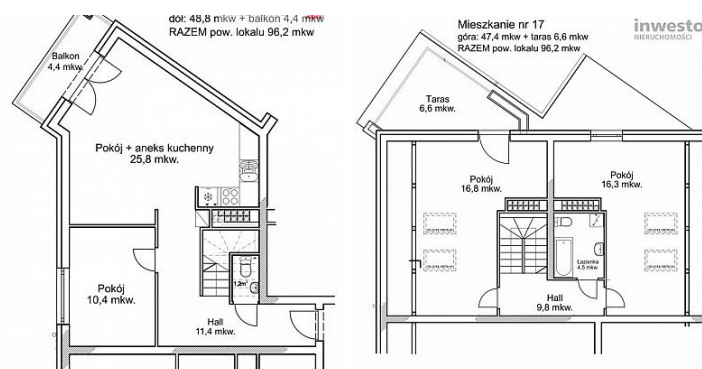 dół: 48,8 mkw + balkon 4,4 mkw
RAZEM pow. lokalu 96,2 mkw
Balkon
4,4 mkw.
Pokój + aneks kuchenny
25,8 mkw.
Pokój
10,4 mkw.
1,2m²
Hall
11,4 mkw.
Mieszkanie nr 17
góra: 47,4 mkw + taras 6,6 mkw
RAZEM pow. lokalu 96,2 mkw
inwesto
NIERUCHOMOŚCI
Taras
6,6 mkw.
Pokój
16,8 mkw.
Pokój
16,3 mkw.
Łazienka
4,5 mkw.
Hall
9,8 mkw.